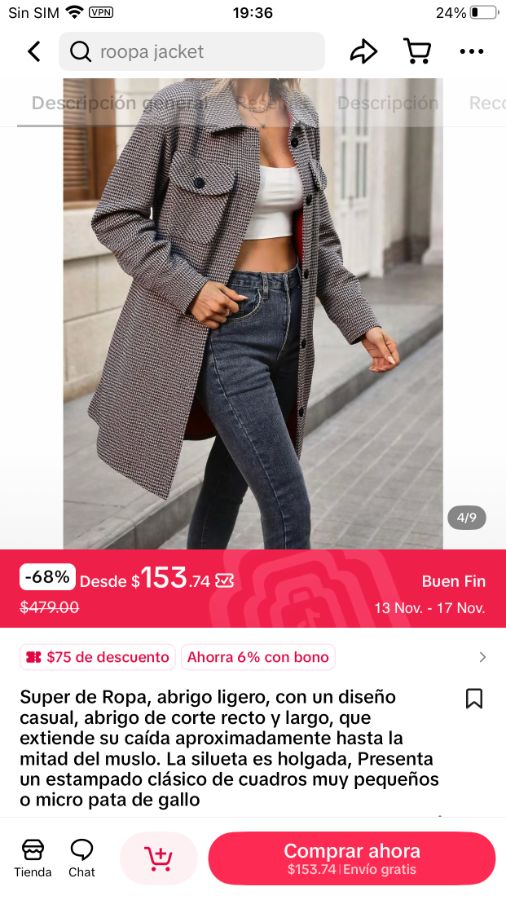 Sin SIM VPN 19:36 24%
roopa jacket
Descripción general Reseñas Descripción Reco
4/9
-68% Desde $153.74 Buen Fin
$479.00 13 Nov. - 17 Nov.
$75 de descuento Ahorra 6% con bono
Super de Ropa, abrigo ligero, con un diseño
casual, abrigo de corte recto y largo, que
extiende su caída aproximadamente hasta la
mitad del muslo. La silueta es holgada, Presenta
un estampado clásico de cuadros muy pequeños
o micro pata de gallo
Tienda Chat
Comprar ahora
$153.74 | Envío gratis